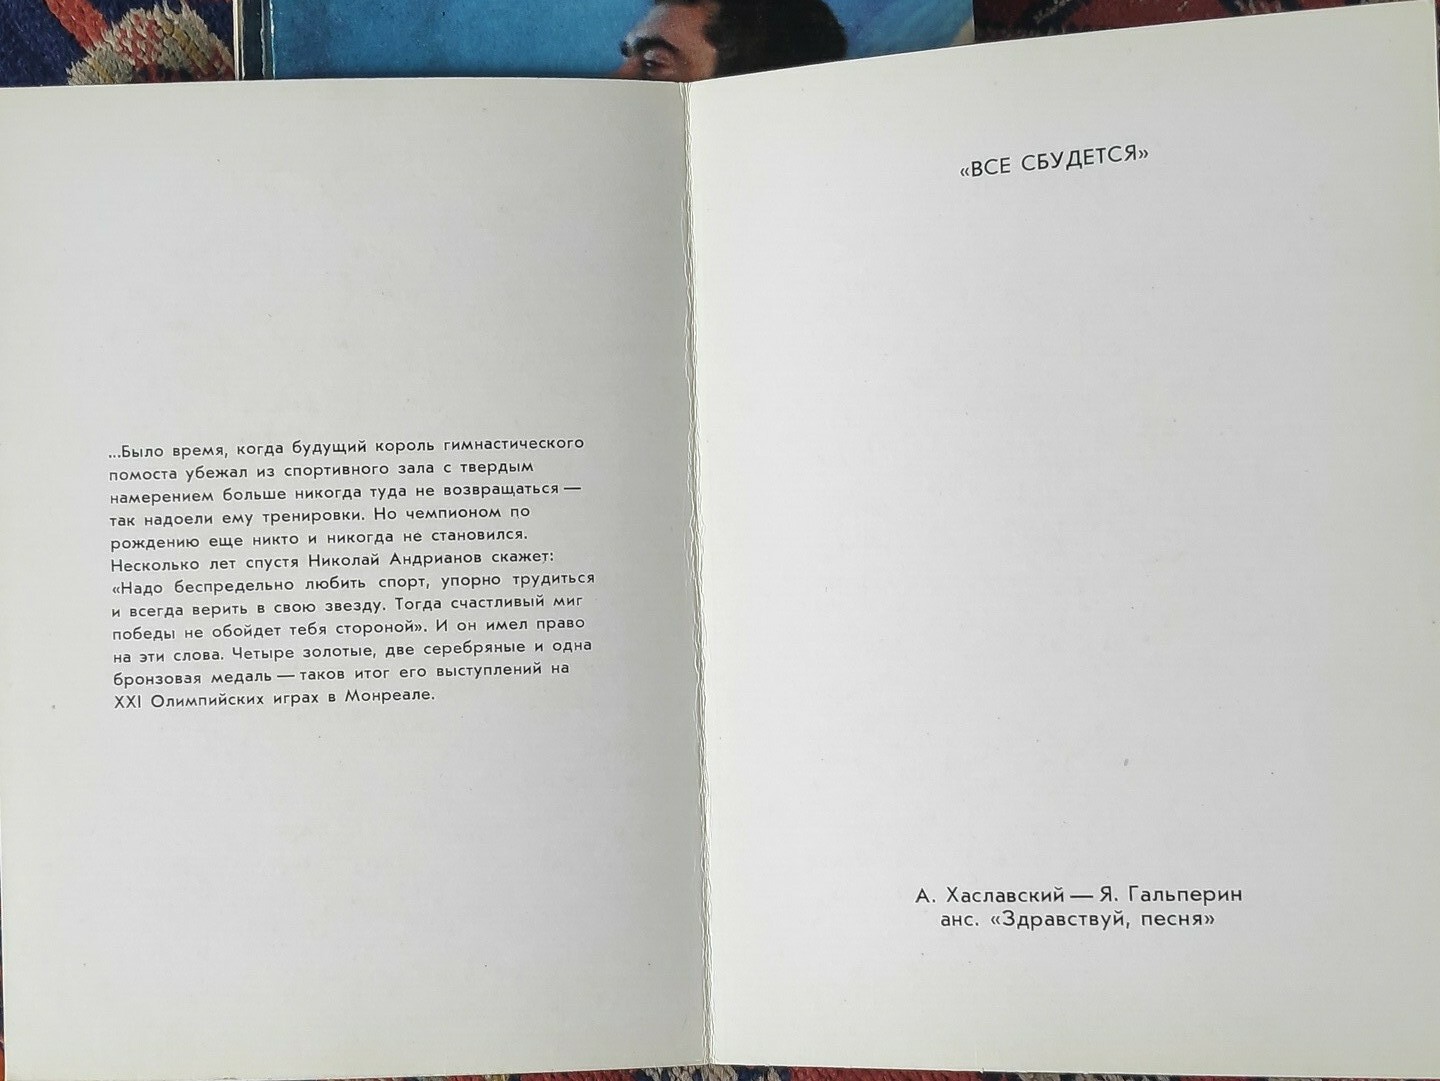 ...Было время, когда будущий король гимнастического
помоста убежал из спортивного зала с твердым
намерением больше никогда туда не возвращаться —
так надоели ему тренировки. Но чемпионом по
рождению еще никто и никогда не становился.
Несколько лет спустя Николай Андрианов скажет:
«Надо беспредельно любить спорт, упорно трудиться
и всегда верить в свою звезду. Тогда счастливый миг
победы не обойдет тебя стороной». И он имел право
на эти слова. Четыре золотые, две серебряные и одна
бронзовая медаль — таков итог его выступлений на
XXI Олимпийских играх в Монреале.
«ВСЕ СБУДЕТСЯ»
А. Хаславский — Я. Гальперин
анс. «Здравствуй, песня»